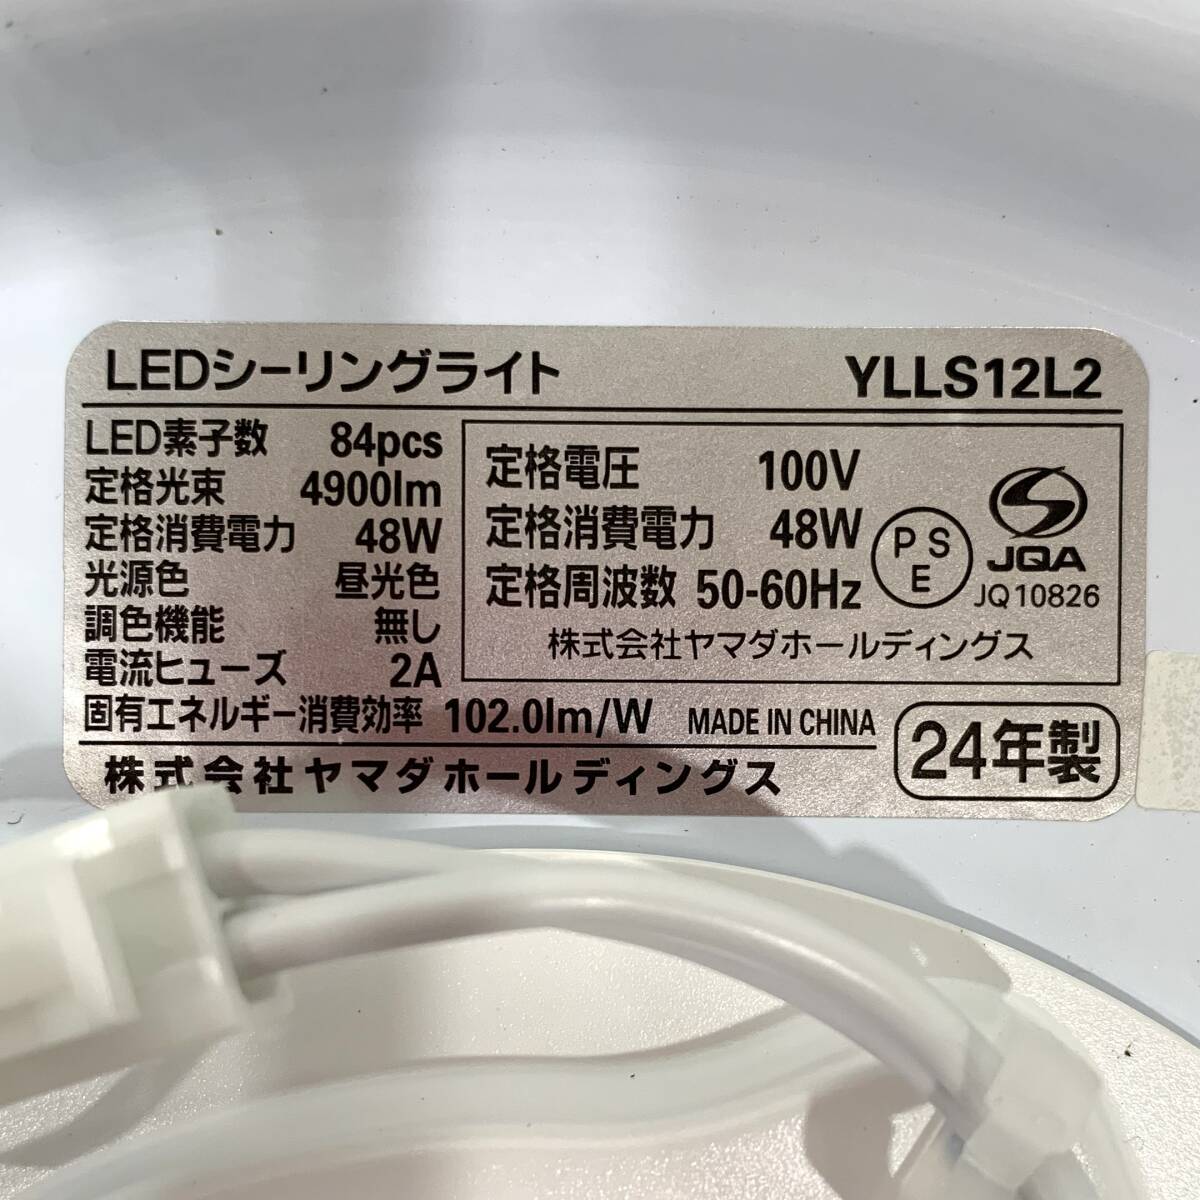 LEDシーリングライト YLLS12L2
LED素子数 84pcs
定格光束 4900lm
定格消費電力 48W
光源色 昼光色
調色機能 無し
電流ヒューズ 2A
固有エネルギー消費効率 102.0lm/W
定格電圧 100V
定格消費電力 48W
定格周波数 50-60Hz
PSE
JQA
JQ10826
株式会社ヤマダホールディングス
MADE IN CHINA
24年製
株式会社ヤマダホールディングス